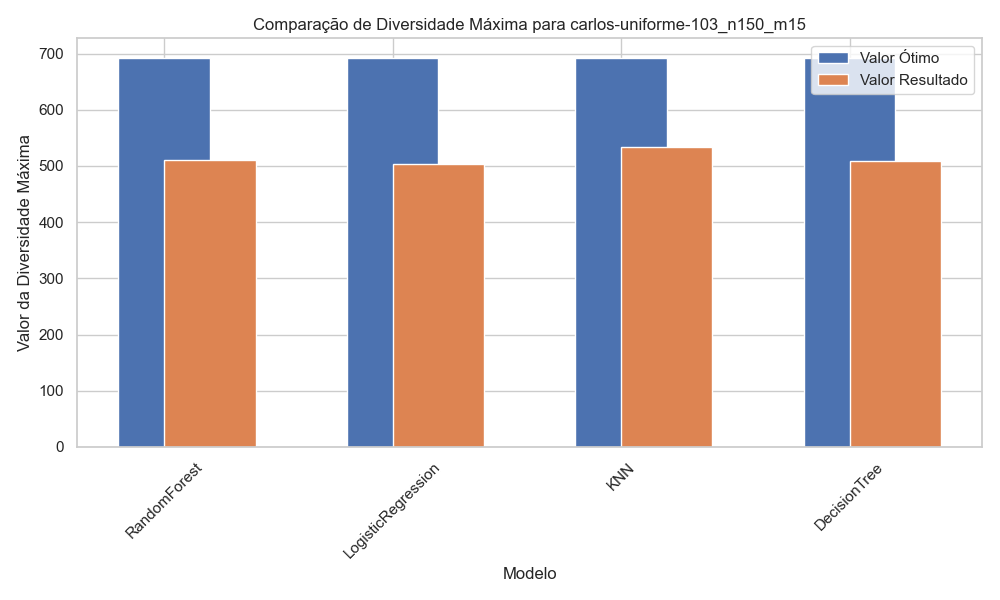 Comparação de Diversidade Máxima para carlos-uniforme-103_n150_m15
Valor Ótimo
Valor Resultado
Valor da Diversidade Máxima
700
600
500
400
300
200
100
0
RandomForest
LogisticRegression
KNN
DecisionTree
Modelo